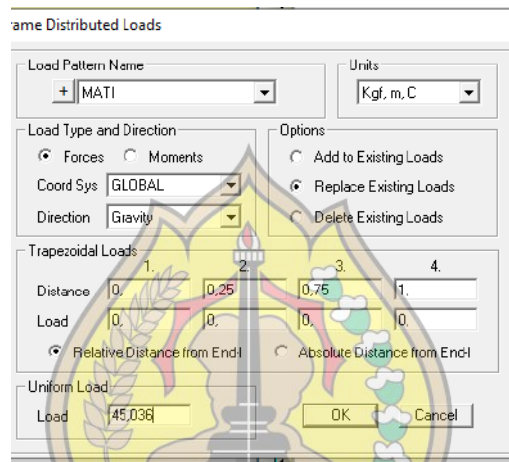 rame Distributed Loads
Load Pattern Name
+ MATI
Units
Kgf, m, C
Load Type and Direction
Forces Moments
Coord Sys GLOBAL
Direction Gravity
Options
Add to Existing Loads
Replace Existing Loads
Delete Existing Loads
Trapezoidal Loads
1. 2. 3. 4.
Distance 0, 0,25 0,75 1.
Load 0, 0, 0, 0.
Relative Distance from End-I Absolute Distance from End-I
Uniform Load
Load 45,036
OK Cancel